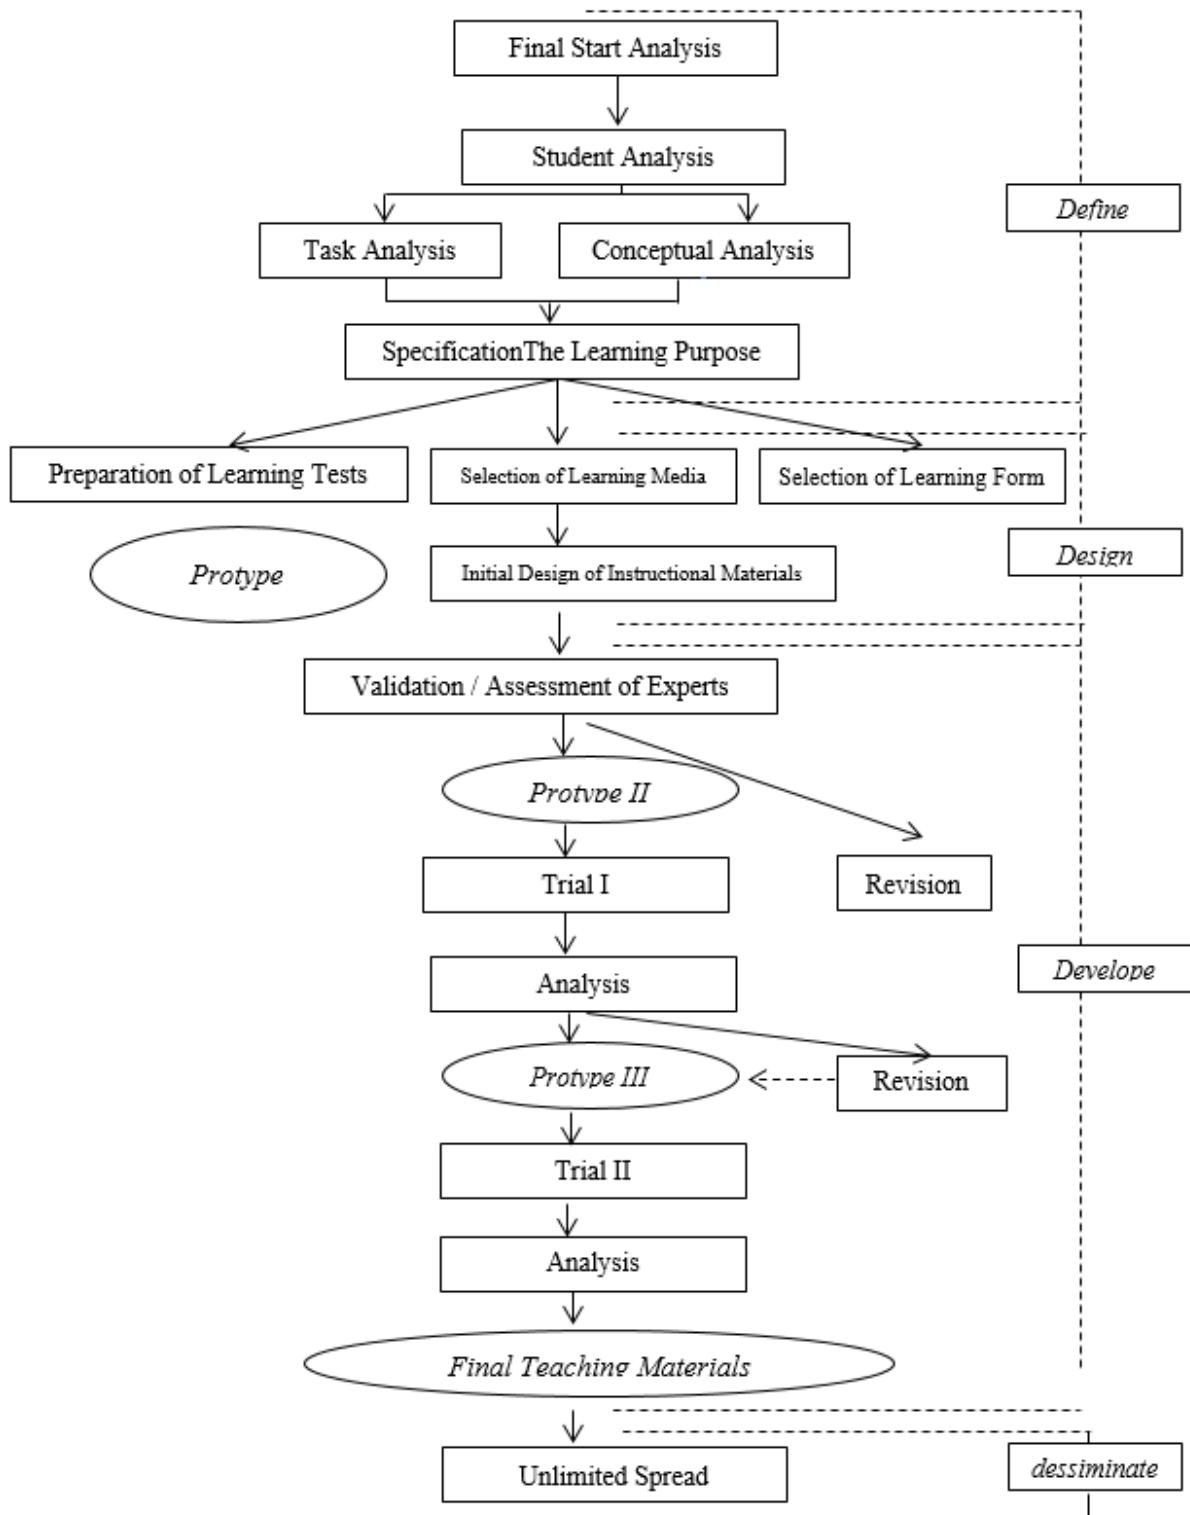 Final Start Analysis
Student Analysis
Define
Task Analysis
Conceptual Analysis
SpecificationThe Learning Purpose
Preparation of Learning Tests
Selection of Learning Media
Selection of Learning Form
Protype
Initial Design of Instructional Materials
Design
Validation / Assessment of Experts
Protype II
Trial I
Revision
Analysis
Develope
Protype III
Revision
Trial II
Analysis
Final Teaching Materials
Unlimited Spread
dessiminate